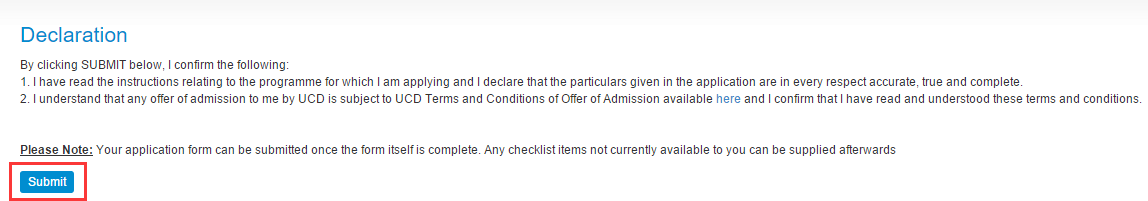 Declaration
By clicking SUBMIT below, I confirm the following:
1. I have read the instructions relating to the programme for which I am applying and I declare that the particulars given in the application are in every respect accurate, true and complete.
2. I understand that any offer of admission to me by UCD is subject to UCD Terms and Conditions of Offer of Admission available here and I confirm that I have read and understood these terms and conditions.
Please Note: Your application form can be submitted once the form itself is complete. Any checklist items not currently available to you can be supplied afterwards
Submit